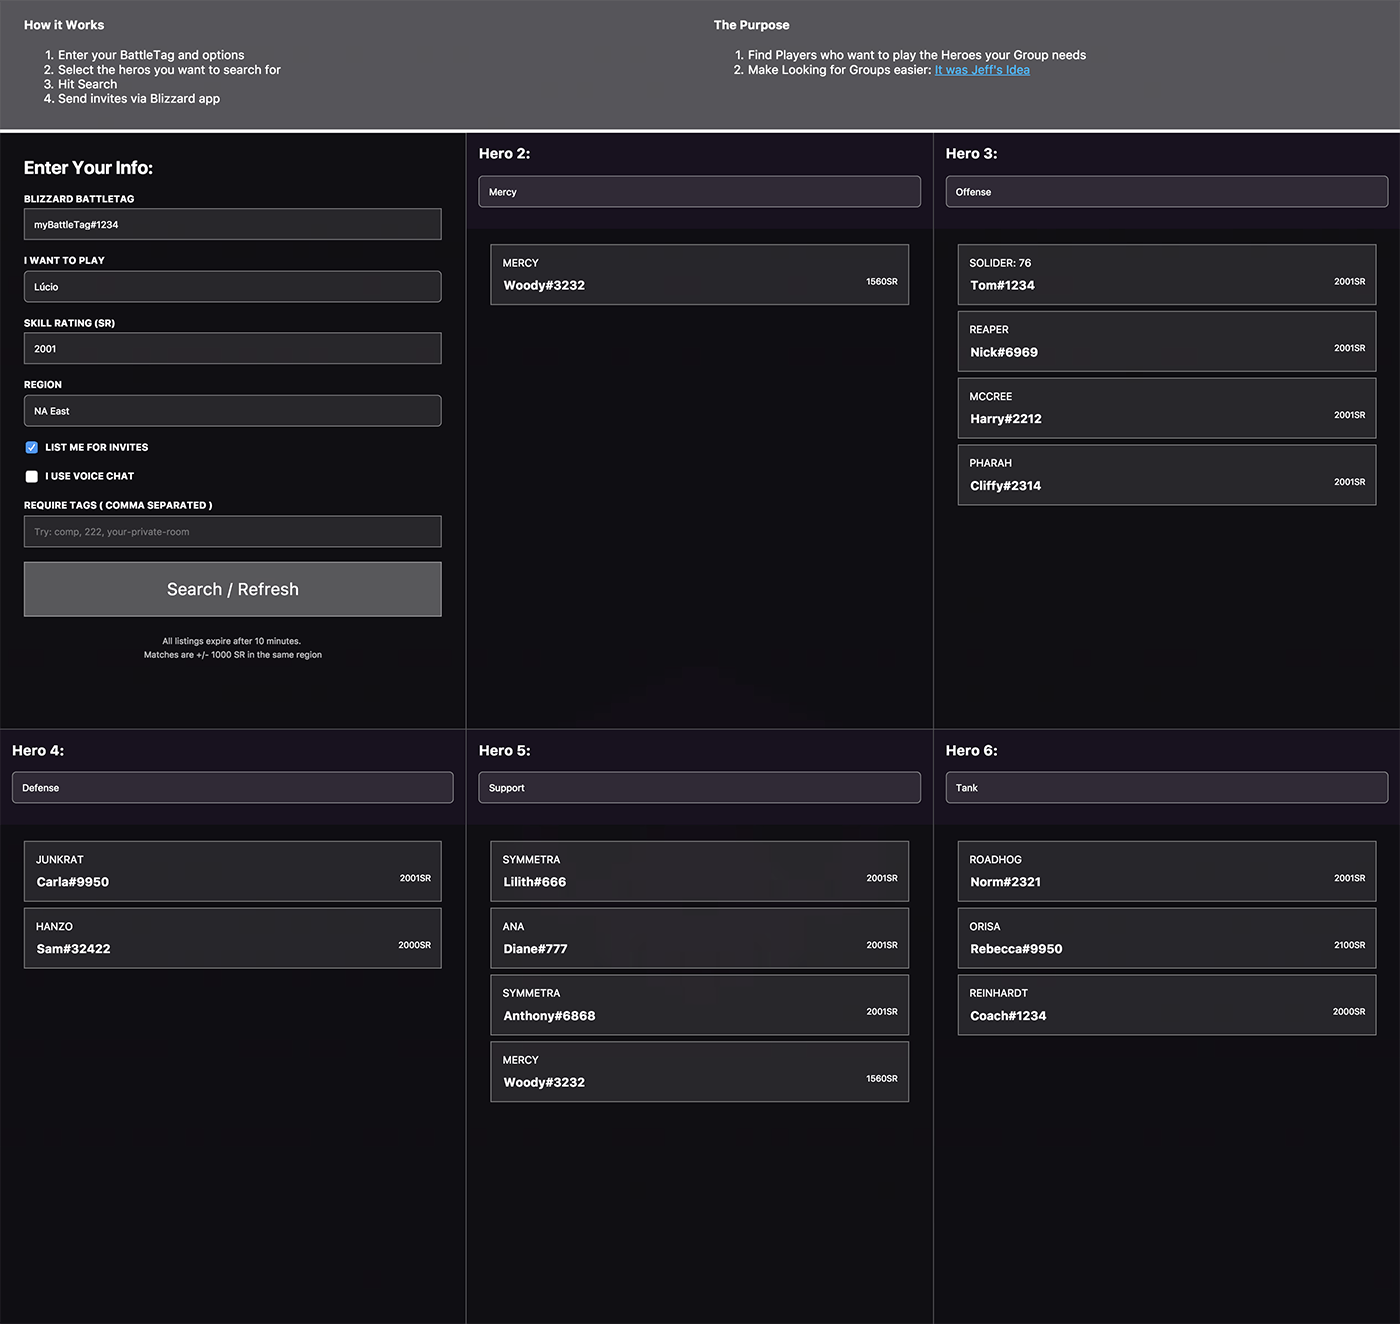 How it Works
1. Enter your BattleTag and options
2. Select the heros you want to search for
3. Hit Search
4. Send invites via Blizzard app
The Purpose
1. Find Players who want to play the Heroes your Group needs
2. Make Looking for Groups easier: It was Jeff's Idea
Enter Your Info:
BLIZZARD BATTLETAG
myBattleTag#1234
I WANT TO PLAY
Lúcio
SKILL RATING (SR)
2001
REGION
NA East
LIST ME FOR INVITES
I USE VOICE CHAT
REQUIRE TAGS ( COMMA SEPARATED )
Try: comp, 222, your-private-room
Search / Refresh
All listings expire after 10 minutes.
Matches are +/- 1000 SR in the same region
Hero 2:
Mercy
MERCY
Woody#3232
1560SR
Hero 3:
Offense
SOLIDER: 76
Tom#1234
2001SR
REAPER
Nick#6969
2001SR
MCCREE
Harry#2212
2001SR
PHARAH
Cliffy#2314
2001SR
Hero 4:
Defense
JUNKRAT
Carla#9950
2001SR
HANZO
Sam#32422
2000SR
Hero 5:
Support
SYMMETRA
Lilith#666
2001SR
ANA
Diane#777
2001SR
SYMMETRA
Anthony#6868
2001SR
MERCY
Woody#3232
1560SR
Hero 6:
Tank
ROADHOG
Norm#2321
2001SR
ORISA
Rebecca#9950
2100SR
REINHARDT
Coach#1234
2000SR